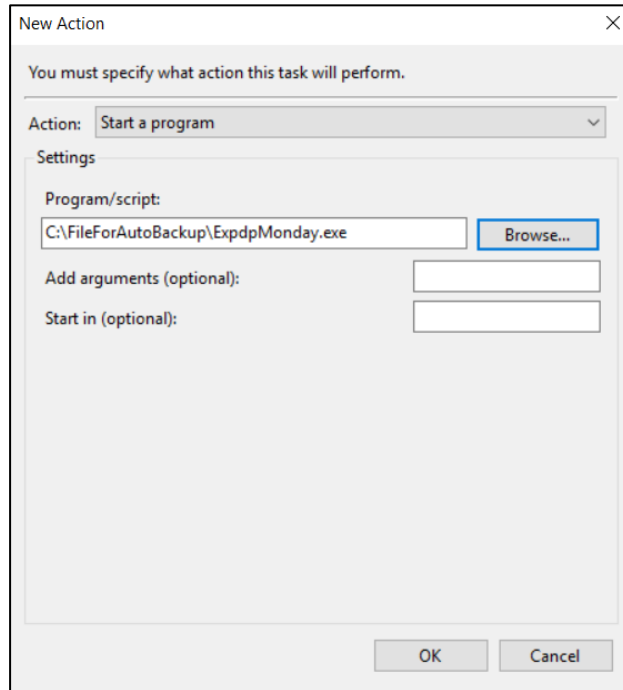 New Action
You must specify what action this task will perform.
Action: Start a program
Settings
Program/script:
C:\FileForAutoBackup\ExpdpMonday.exe Browse...
Add arguments (optional):
Start in (optional):
OK Cancel